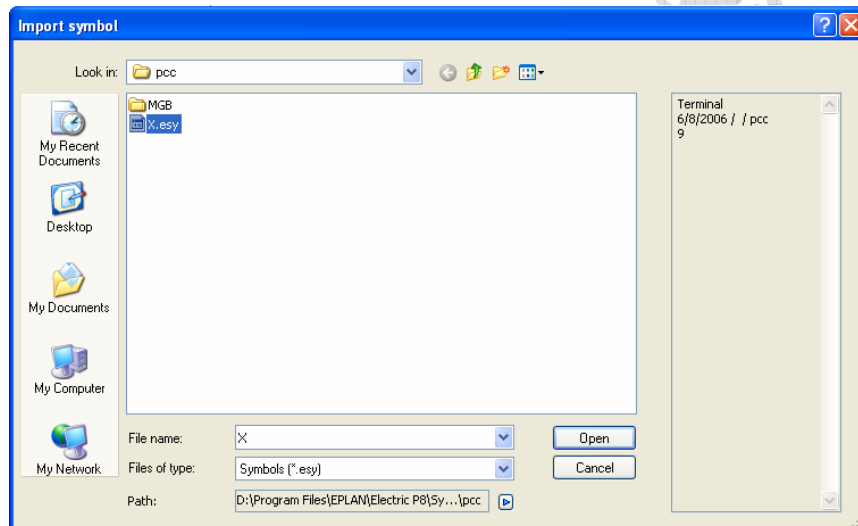 Import symbol
Look in: pcc
MGB
X.esy
My Recent
Documents
Desktop
My Documents
My Computer
My Network
Terminal
6/8/2006 / / pcc
9
File name: X Open
Files of type: Symbols (*.esy) Cancel
Path: D:\Program Files\EPLAN\Electric P8\Sy...\pcc